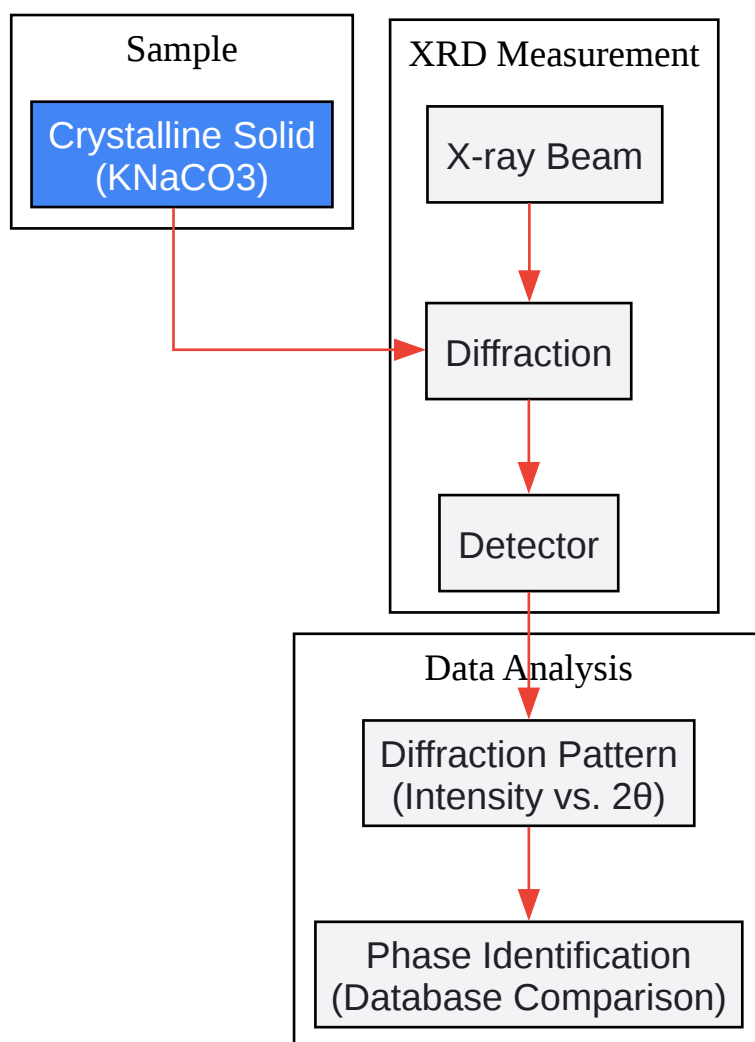 Sample
Crystalline Solid
(KNaCO3)
XRD Measurement
X-ray Beam
Diffraction
Detector
Data Analysis
Diffraction Pattern
(Intensity vs. 2θ)
Phase Identification
(Database Comparison)